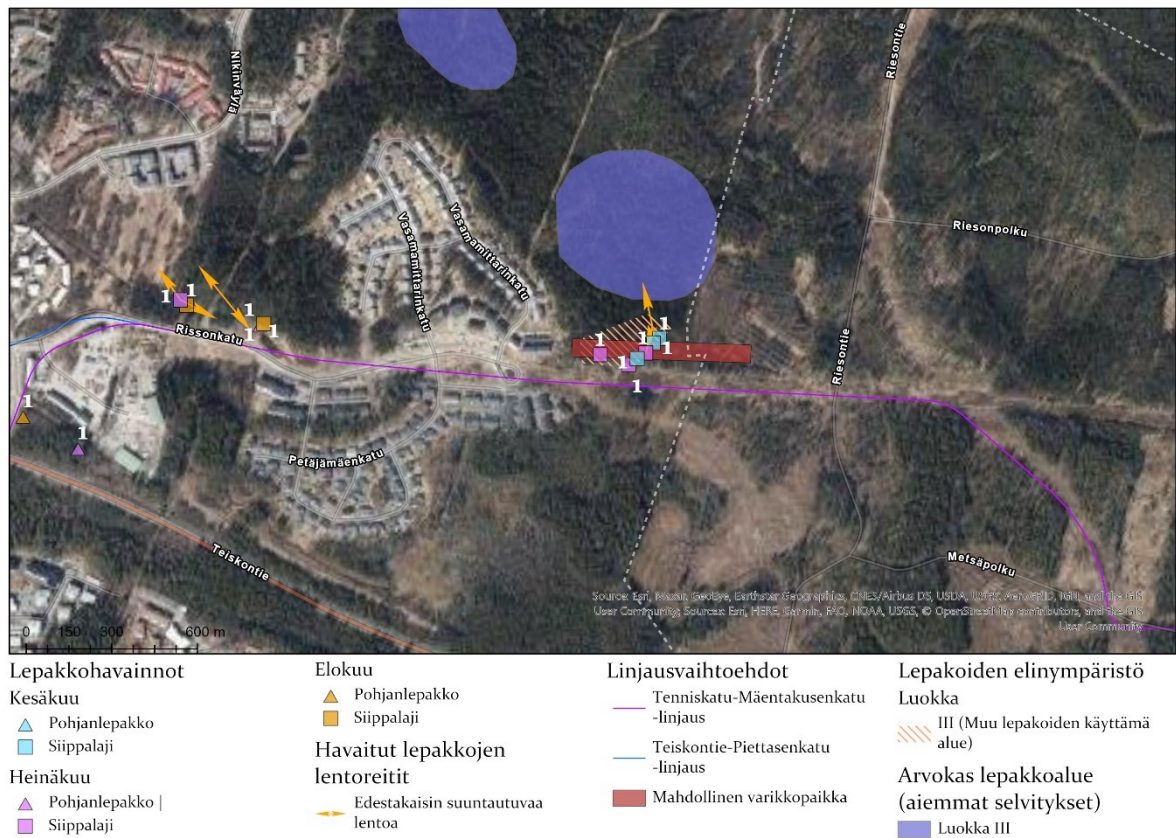 Nikinväylä
Vasamamittarinkatu
Vasamamittarinkatu
Riesontie
Riesonpolku
1
1
1
1
1
Rissonkatu
1
1
1
1
1
1
Riesontie
1
1
Petäjämäenkatu
Teiskontie
Metsäpolku
Source: Esri, Maxar, GeoEye, Earthstar Geographics, CNES/Airbus DS, USDA, USGS, AeroGRID, IGN, and the GIS
User Community, Sources: Esri, HERE, Garmin, FAO, NOAA, USGS, © OpenStreetMap contributors, and the GIS
User Community
0 150 300 600 m
Lepakkohavainnot
Kesäkuu
Pohjanlepakko
Siippalaji
Heinäkuu
Pohjanlepakko |
Siippalaji
Elokuu
Pohjanlepakko
Siippalaji
Havaitut lepakkojen
lentoreitit
Edestakaisin suuntautuvaa
lentoa
Linjausvaihtoehdot
Tenniskatu-Mäentakusenkatu
-linjaus
Teiskontie-Piettasenkatu
-linjaus
Mahdollinen varikkopaikka
Lepakoiden elinympäristö
Luokka
III (Muu lepakoiden käyttämä
alue)
Arvokas lepakkoalue
(aiemmat selvitykset)
Luokka III